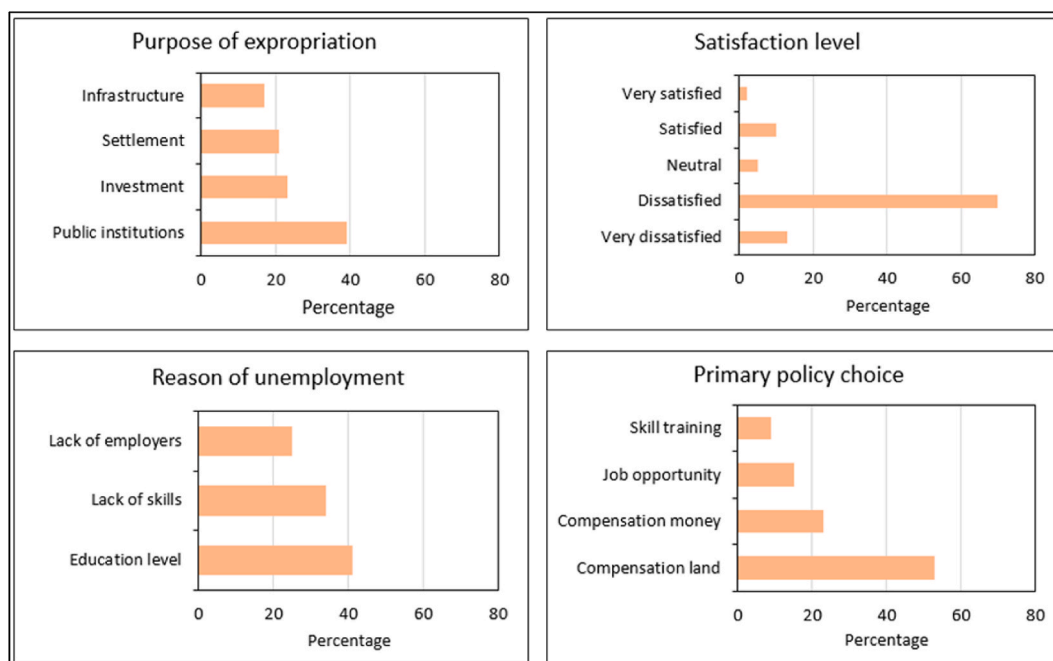 Purpose of expropriation
Infrastructure
Settlement
Investment
Public institutions
0 20 40 60 80
Percentage
Satisfaction level
Very satisfied
Satisfied
Neutral
Dissatisfied
Very dissatisfied
0 20 40 60 80
Percentage
Reason of unemployment
Lack of employers
Lack of skills
Education level
0 20 40 60 80
Percentage
Primary policy choice
Skill training
Job opportunity
Compensation money
Compensation land
0 20 40 60 80
Percentage